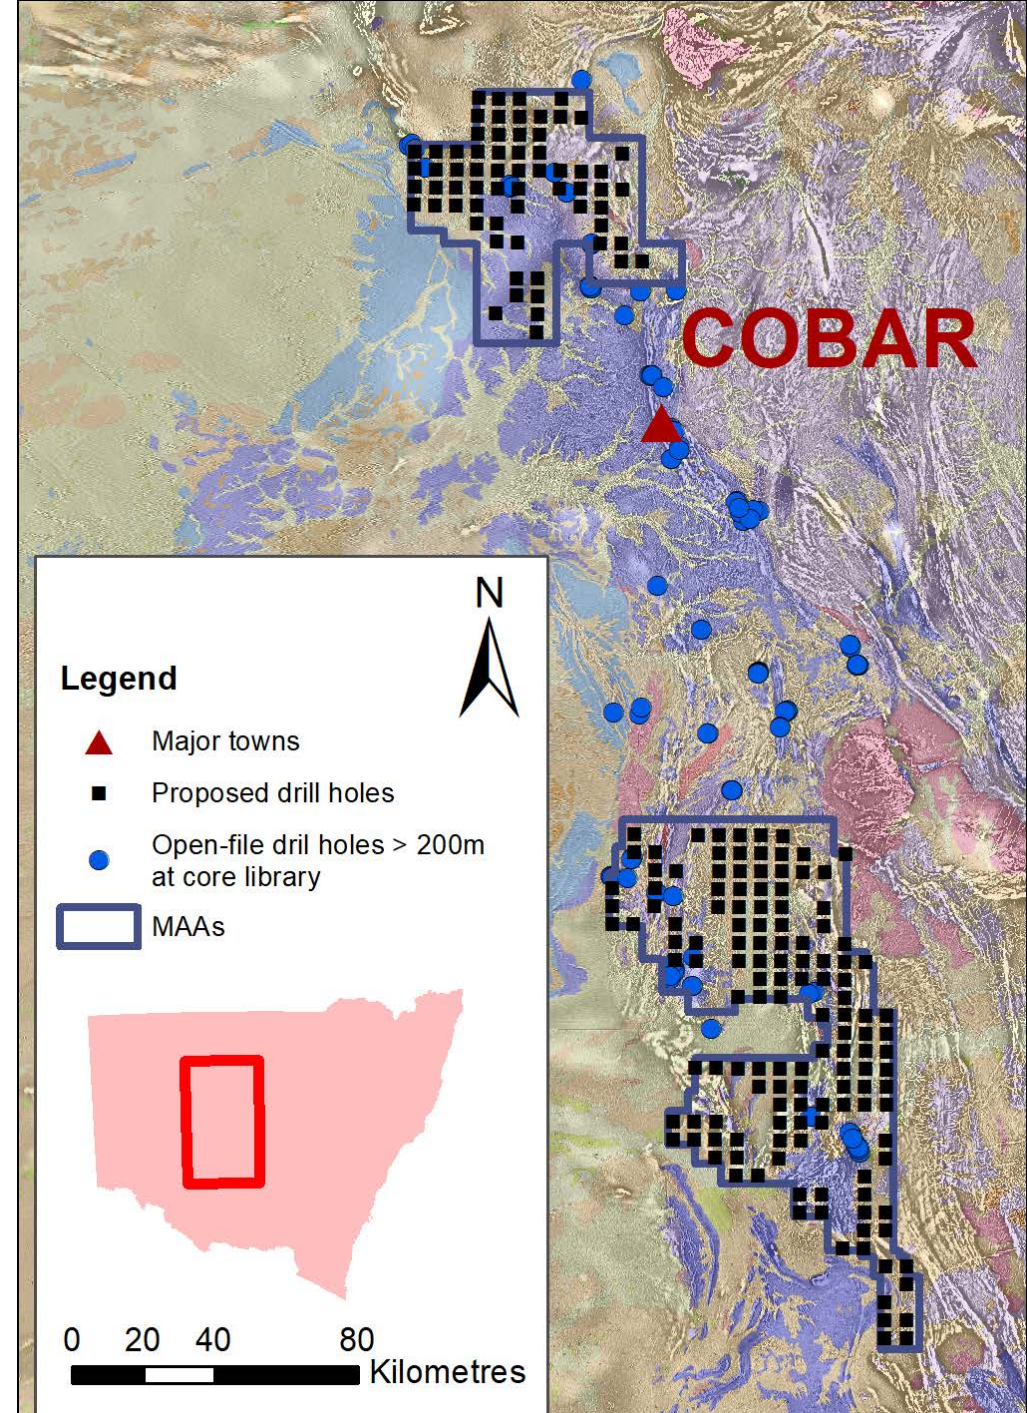 COBAR
N
Legend
Major towns
Proposed drill holes
Open-file dril holes > 200m
at core library
MAAs
0 20 40 80
Kilometres